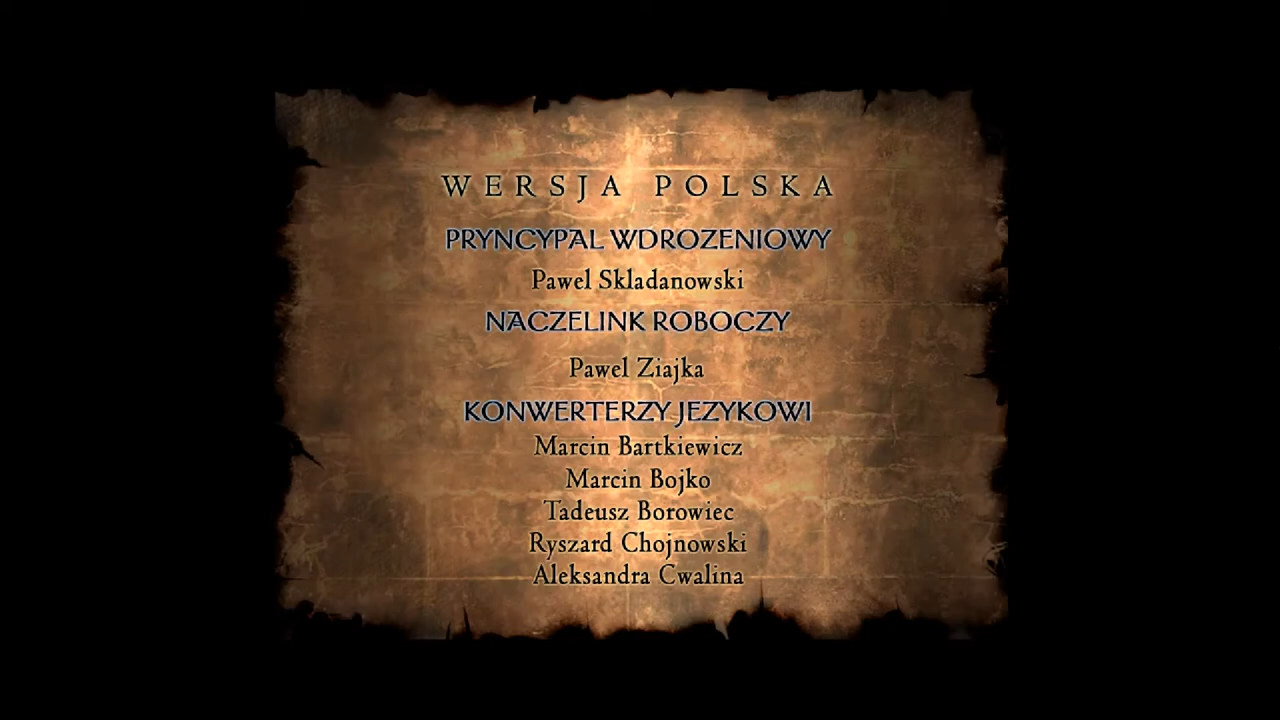 WERSJA POLSKA
PRYNCYPAL WDROZENIOWY
Pawel Skladanowski
NACZELINK ROBOCZY
Pawel Ziajka
KONWERTERZY JEZYKOWI
Marcin Bartkiewicz
Marcin Bojko
Tadeusz Borowiec
Ryszard Chojnowski
Aleksandra Cwalina